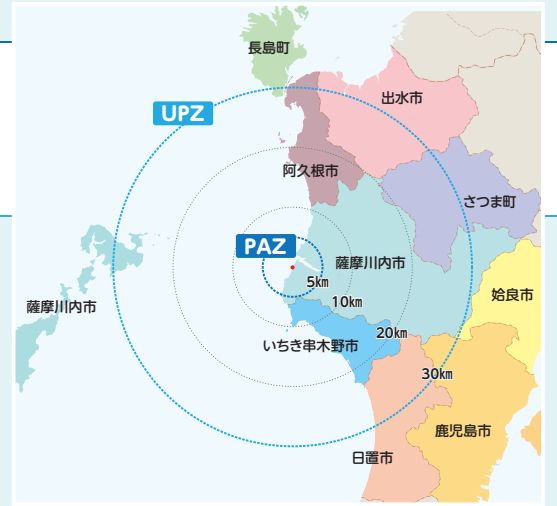 長島町
出水市
UPZ
阿久根市
さつま町
PAZ
薩摩川内市
5km
姶良市
10km
薩摩川内市
20km
いちき串木野市
30km
鹿児島市
日置市